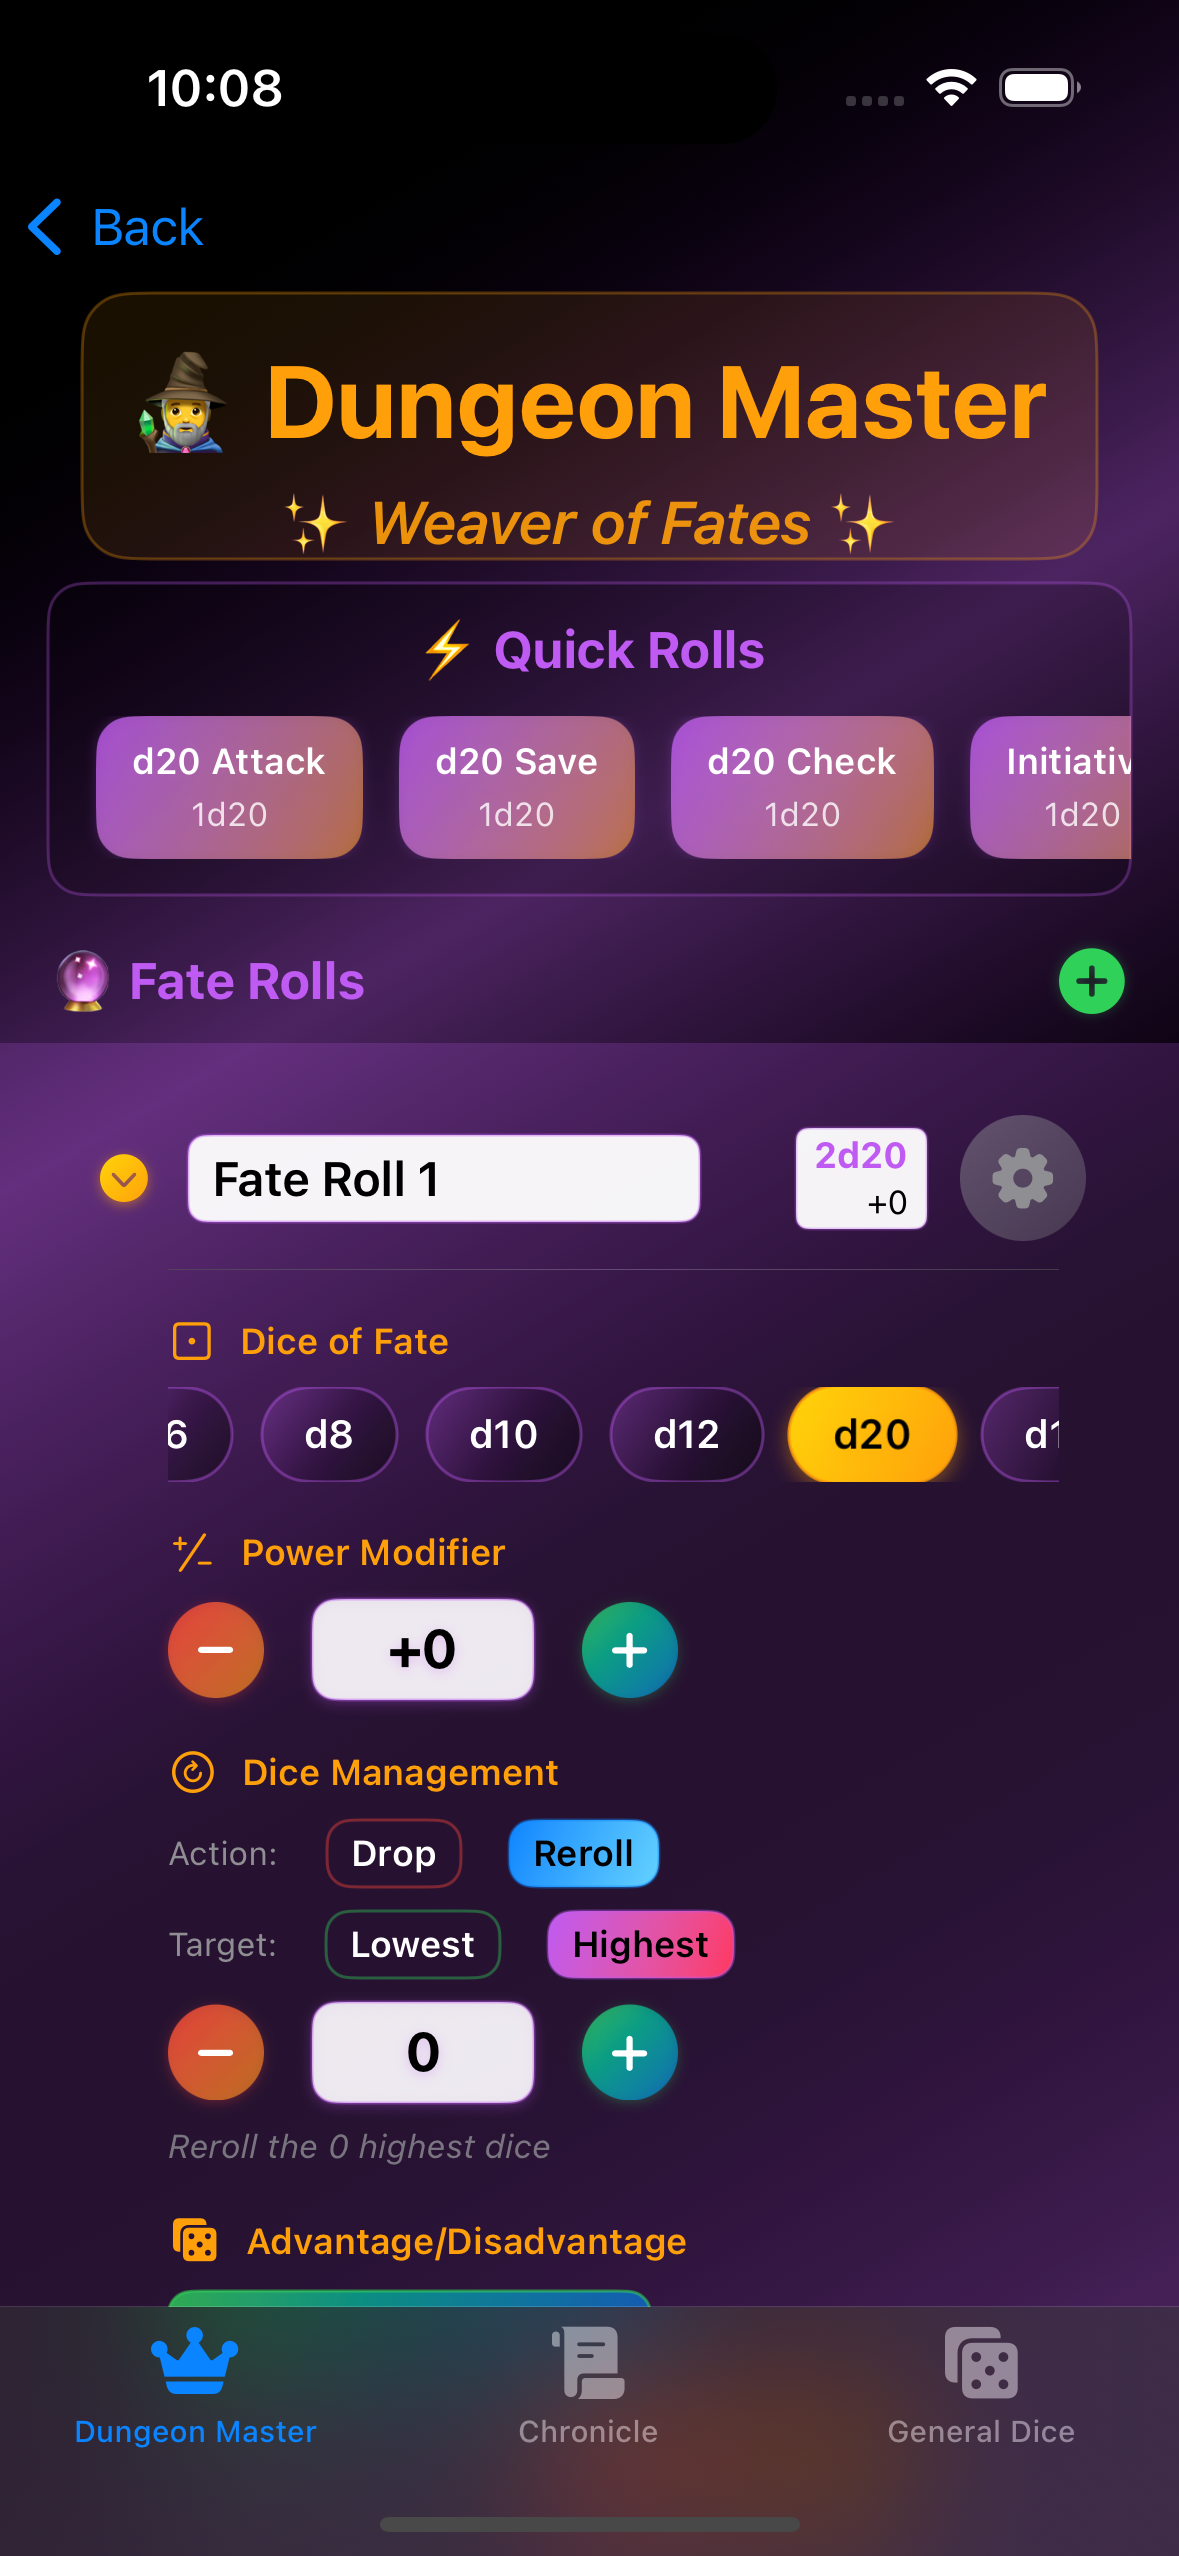 10:08
Back
Dungeon Master
Weaver of Fates
Quick Rolls
d20 Attack
1d20
d20 Save
1d20
d20 Check
1d20
Initiativ
1d20
Fate Rolls
Fate Roll 1
2d20
+0
Dice of Fate
6
d8
d10
d12
d20
d1
Power Modifier
+0
Dice Management
Action:
Drop
Reroll
Target:
Lowest
Highest
0
Reroll the 0 highest dice
Advantage/Disadvantage
Dungeon Master
Chronicle
General Dice